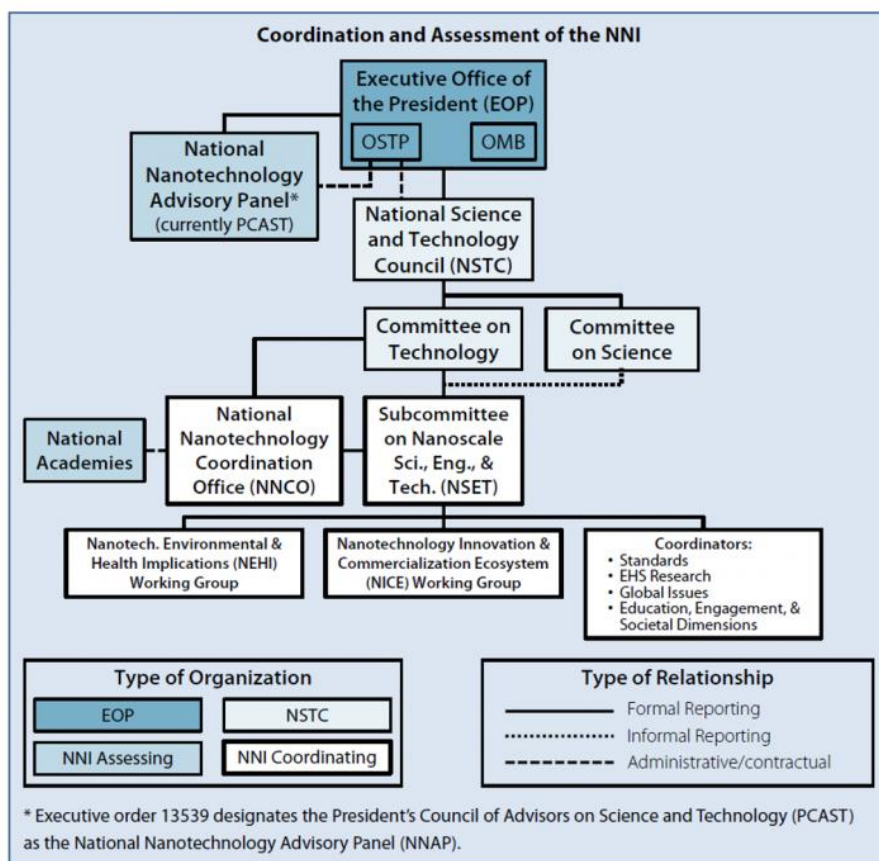 Coordination and Assessment of the NNI
Executive Office of
the President (EOP)
OSTP
OMB
National
Nanotechnology
Advisory Panel*
(currently PCAST)
National Science
and Technology
Council (NSTC)
Committee on
Technology
Committee
on Science
National
Academies
National
Nanotechnology
Coordination
Office (NNCO)
Subcommittee
on Nanoscale
Sci., Eng., &
Tech. (NSET)
Nanotech. Environmental &
Health Implications (NEHI)
Working Group
Nanotechnology Innovation &
Commercialization Ecosystem
(NICE) Working Group
Coordinators:
• Standards
• EHS Research
• Global Issues
• Education, Engagement, &
Societal Dimensions
Type of Organization
EOP
NSTC
NNI Assessing
NNI Coordinating
Type of Relationship
Formal Reporting
Informal Reporting
Administrative/contractual
* Executive order 13539 designates the President's Council of Advisors on Science and Technology (PCAST)
as the National Nanotechnology Advisory Panel (NNAP).